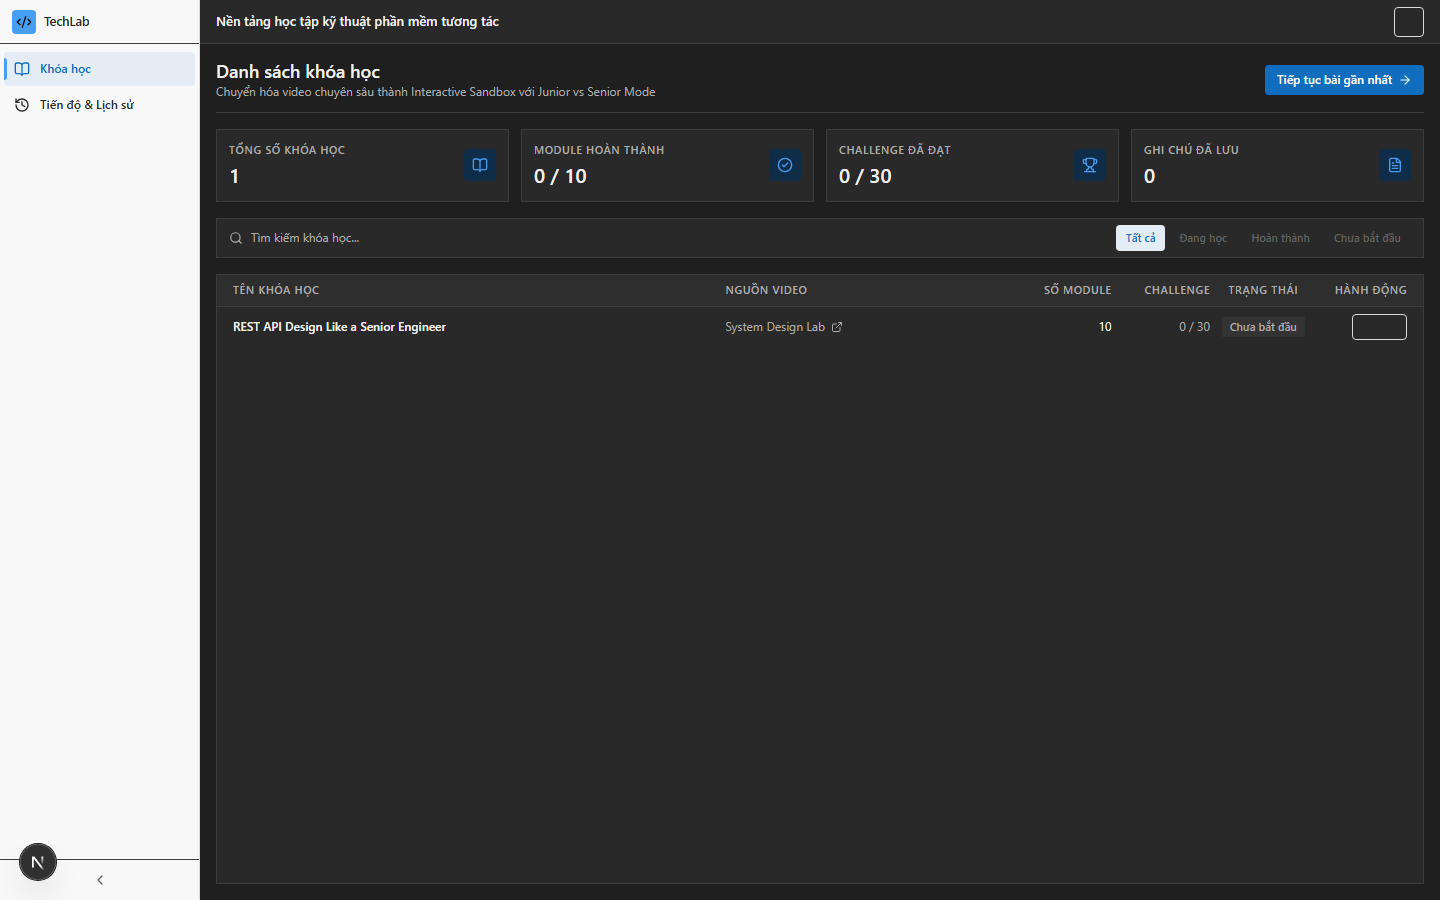 TechLab
Nền tảng học tập kỹ thuật phần mềm tương tác
Khóa học
Tiến độ & Lịch sử
Danh sách khóa học
Chuyển hóa video chuyên sâu thành Interactive Sandbox với Junior vs Senior Mode
Tiếp tục bài gần nhất
TỔNG SỐ KHÓA HỌC
1
MODULE HOÀN THÀNH
0 / 10
CHALLENGE ĐÃ ĐẠT
0 / 30
GHI CHÚ ĐÃ LƯU
0
Tìm kiếm khóa học...
Tất cả Đang học Hoàn thành Chưa bắt đầu
TÊN KHÓA HỌC NGUỒN VIDEO SỐ MODULE CHALLENGE TRẠNG THÁI HÀNH ĐỘNG
REST API Design Like a Senior Engineer System Design Lab 10 0 / 30 Chưa bắt đầu
N